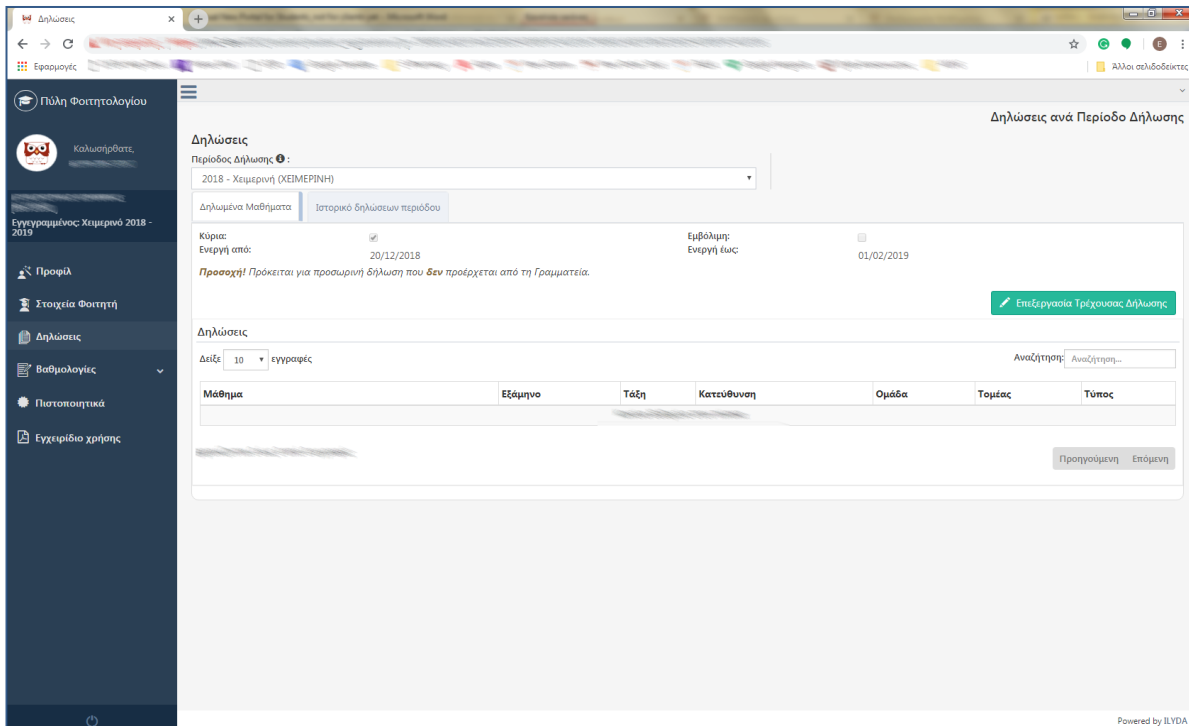 Δηλώσεις
Εφαρμογές
Άλλοι σελιδοδείκτες
Πύλη Φοιτητολογίου
Καλωσήρθατε,
Εγγεγραμμένος: Χειμερινό 2018 - 2019
Προφίλ
Στοιχεία Φοιτητή
Δηλώσεις
Βαθμολογίες
Πιστοποιητικά
Εγχειρίδιο χρήσης
Δηλώσεις ανά Περίοδο Δήλωσης
Δηλώσεις
Περίοδος Δήλωσης :
2018 - Χειμερινή (ΧΕΙΜΕΡΙΝΗ)
Δηλωμένα Μαθήματα Ιστορικό δηλώσεων περιόδου
Κύρια: Εμβόλιμη:
Ενεργή από: 20/12/2018 Ενεργή έως: 01/02/2019
Προσοχή! Πρόκειται για προσωρινή δήλωση που δεν προέρχεται από τη Γραμματεία.
Επεξεργασία Τρέχουσας Δήλωσης
Δηλώσεις
Δείξε 10 εγγραφές Αναζήτηση: Αναζήτηση...
Μάθημα Εξάμηνο Τάξη Κατεύθυνση Ομάδα Τομέας Τύπος
Προηγούμενη Επόμενη
Powered by ILYDA